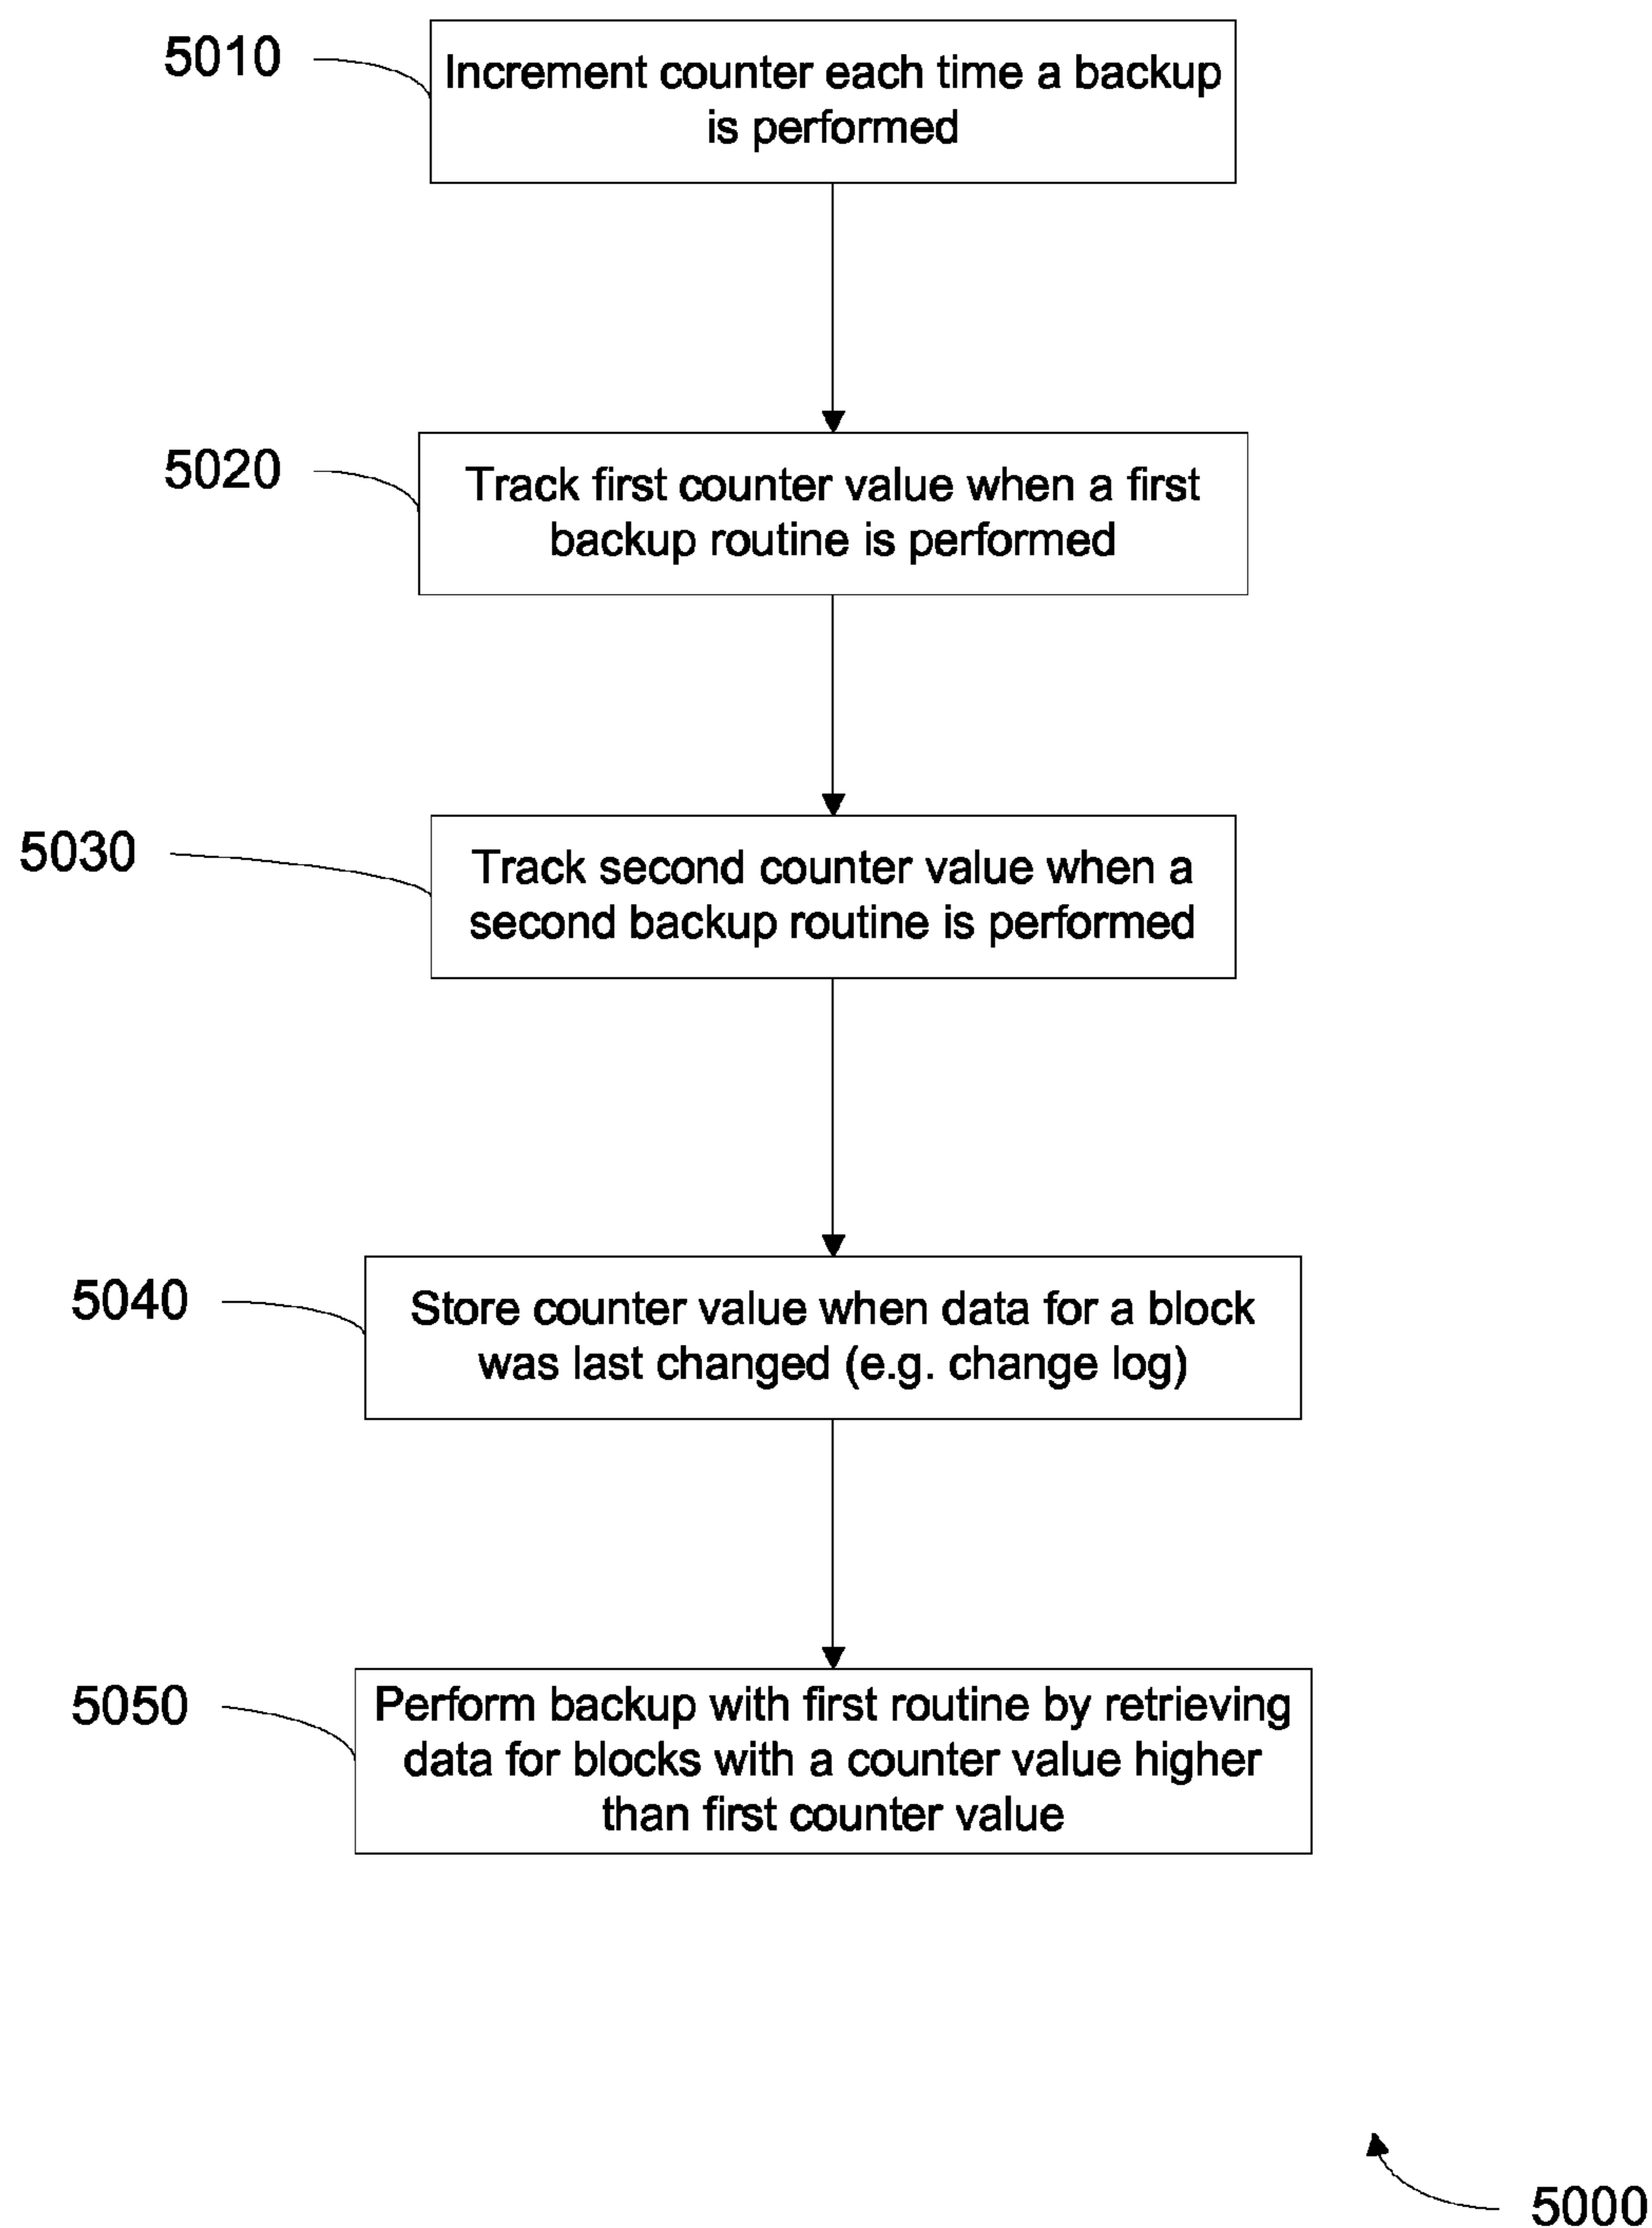 5010
Increment counter each time a backup
is performed
5020
Track first counter value when a first
backup routine is performed
5030
Track second counter value when a
second backup routine is performed
5040
Store counter value when data for a block
was last changed (e.g. change log)
5050
Perform backup with first routine by retrieving
data for blocks with a counter value higher
than first counter value
5000